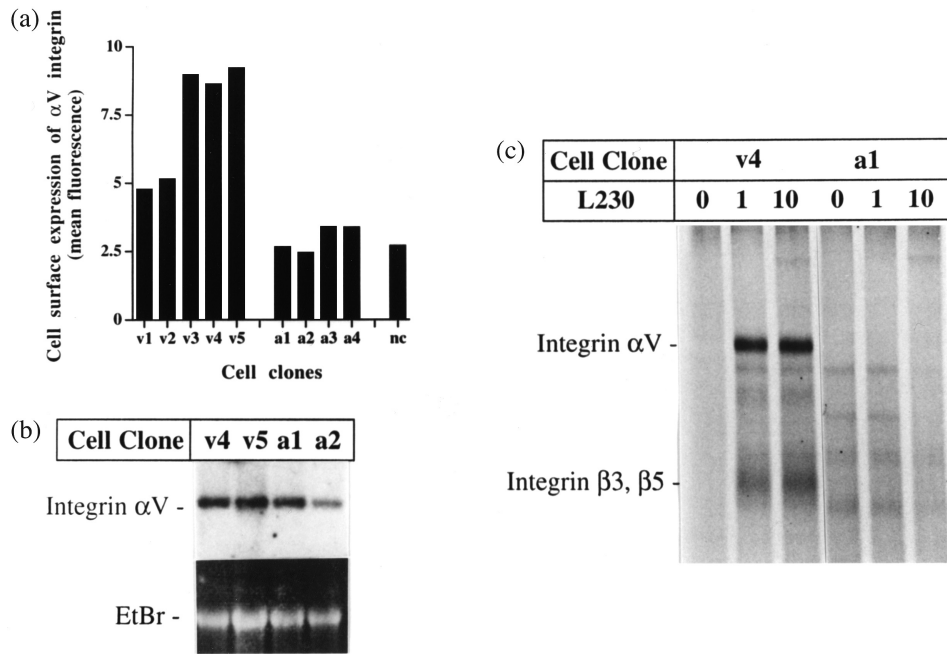 (a)
Cell surface expression of αV integrin
(mean fluorescence)
10
7.5
5
2.5
0
v1 v2 v3 v4 v5 a1 a2 a3 a4 nc
Cell clones
(b)
Cell Clone v4 v5 a1 a2
Integrin αV -
EtBr -
(c)
Cell Clone v4 a1
L230 0 1 10 0 1 10
Integrin αV -
Integrin β3, β5 -